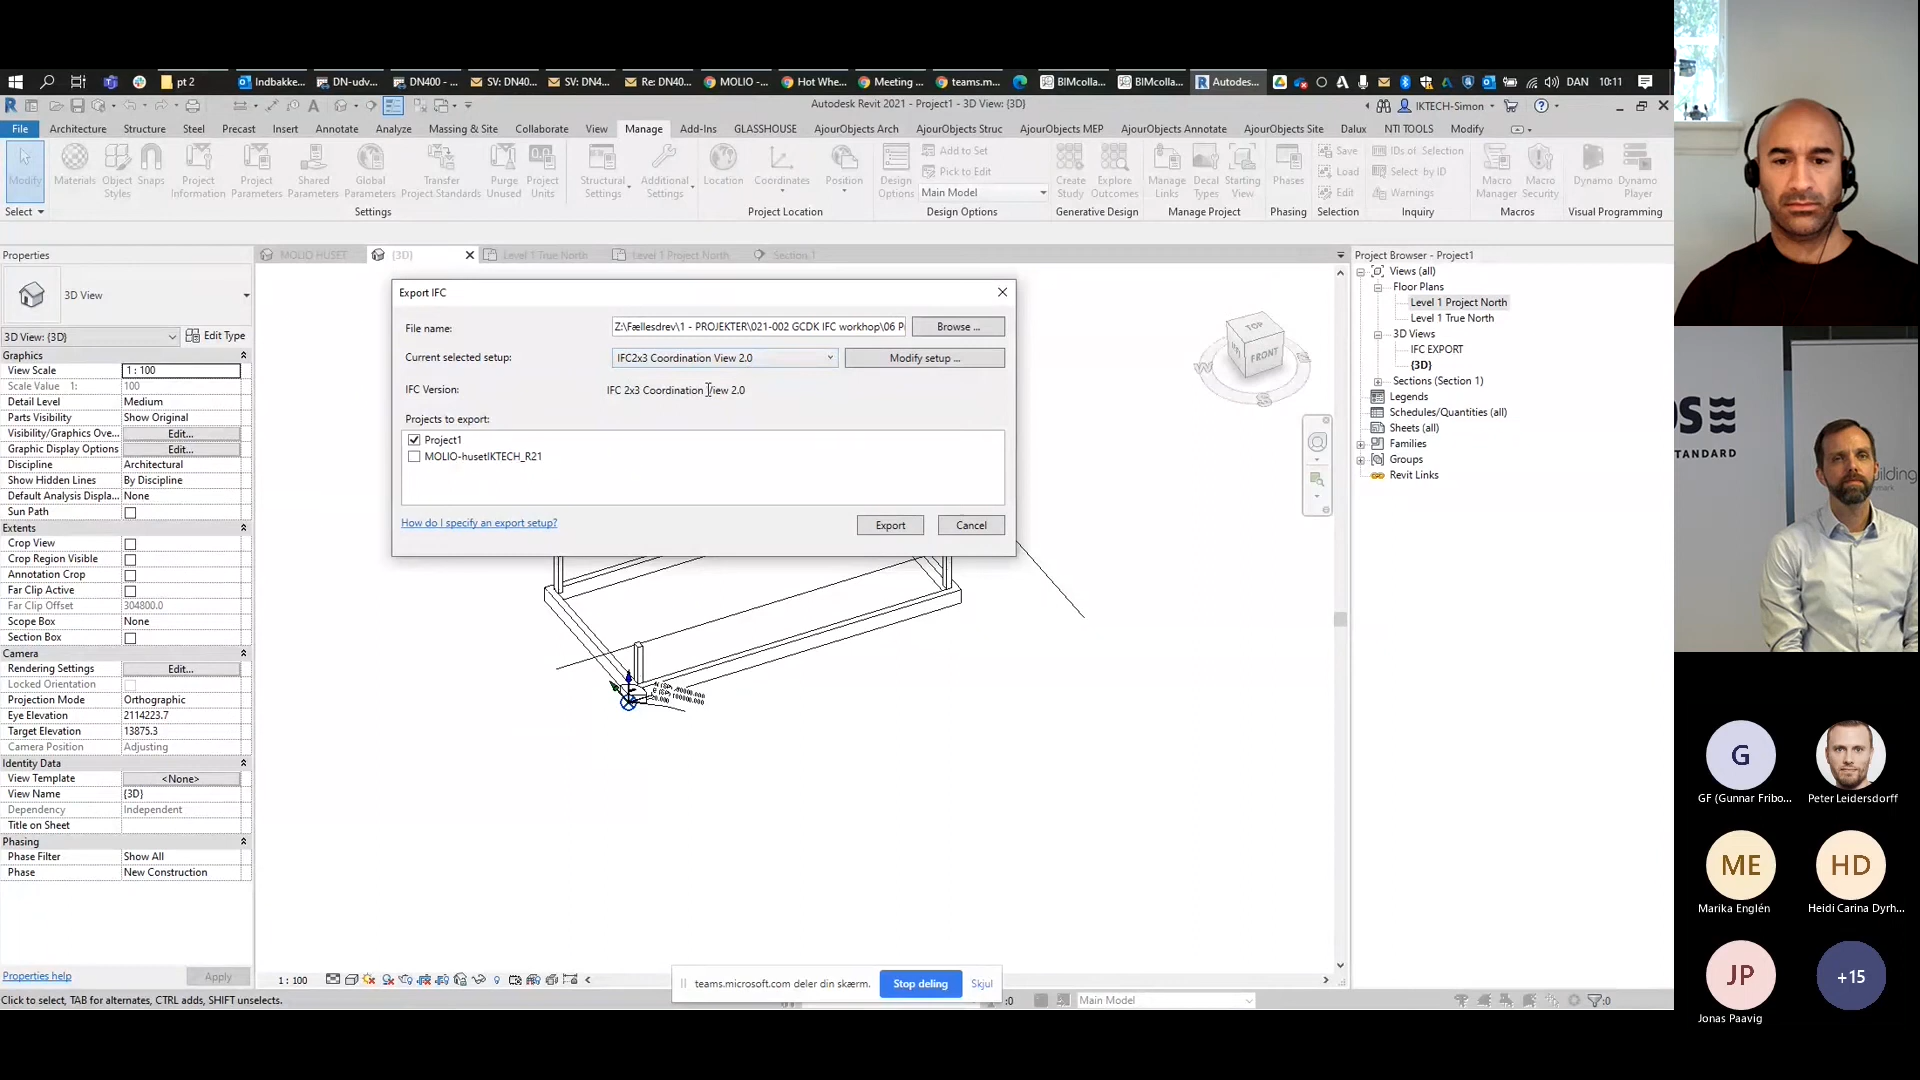 pt 2
Indbakke...
DN-udv...
DN400 - ...
SV: DN40...
SV: DN4...
Re: DN40...
MOLIO -...
Hot Whe...
Meeting ...
teams.m...
BIMcolla...
BIMcolla...
Autodes...
DAN
10:11
Autodesk Revit 2021 - Project1 - 3D View: {3D}
IKTECH-Simon
File Architecture Structure Steel Precast Insert Annotate Analyze Massing & Site Collaborate View Manage Add-Ins GLASSHOUSE AjourObjects Arch AjourObjects Struc AjourObjects MEP AjourObjects Annotate AjourObjects Site Dalux NTI TOOLS Modify
Modify
Materials
Object Styles
Snaps
Project Information
Project Parameters
Shared Parameters
Global Parameters
Transfer Project Standards
Purge Unused
Project Units
Structural Settings
Additional Settings
Location
Coordinates
Position
Design Options
Add to Set
Pick to Edit
Main Model
Create Study
Explore Outcomes
Manage Links
Decal Types
Starting View
Phases
Save
Load
Edit
IDs of Selection
Select by ID
Warnings
Macro Manager
Macro Security
Dynamo
Dynamo Player
Select
Settings
Project Location
Design Options
Generative Design
Manage Project
Phasing
Selection
Inquiry
Macros
Visual Programming
Properties
MOLIO HUSET
{3D}
Level 1 True North
Level 1 Project North
Section 1
Project Browser - Project1
3D View
3D View: {3D}
Edit Type
Graphics
View Scale 1 : 100
Scale Value 1: 100
Detail Level Medium
Parts Visibility Show Original
Visibility/Graphics Ove... Edit...
Graphic Display Options Edit...
Discipline Architectural
Show Hidden Lines By Discipline
Default Analysis Displa... None
Sun Path
Extents
Crop View
Crop Region Visible
Annotation Crop
Far Clip Active
Far Clip Offset 304800.0
Scope Box None
Section Box
Camera
Rendering Settings Edit...
Locked Orientation
Projection Mode Orthographic
Eye Elevation 2114223.7
Target Elevation 13875.3
Camera Position Adjusting
Identity Data
View Template <None>
View Name {3D}
Dependency Independent
Title on Sheet
Phasing
Phase Filter Show All
Phase New Construction
Properties help
Apply
Export IFC
File name: Z:\Fællesdrev\1 - PROJEKTER\021-002 GCDK IFC workhop\06 P
Browse ...
Current selected setup: IFC2x3 Coordination View 2.0
Modify setup ...
IFC Version: IFC 2x3 Coordination View 2.0
Projects to export:
Project1
MOLIO-husetIKTECH_R21
How do I specify an export setup?
Export
Cancel
TOP
FRONT
W
S
Views (all)
Floor Plans
Level 1 Project North
Level 1 True North
3D Views
IFC EXPORT
{3D}
Sections (Section 1)
Legends
Schedules/Quantities (all)
Sheets (all)
Families
Groups
Revit Links
1 : 100
teams.microsoft.com deler din skærm.
Stop deling
Skjul
Click to select, TAB for alternates, CTRL adds, SHIFT unselects.
:0
Main Model
:0
TANDARD
uilding
G
GF (Gunnar Fribo...
Peter Leidersdorff
ME
Marika Englén
HD
Heidi Carina Dyrh...
JP
Jonas Paavig
+15